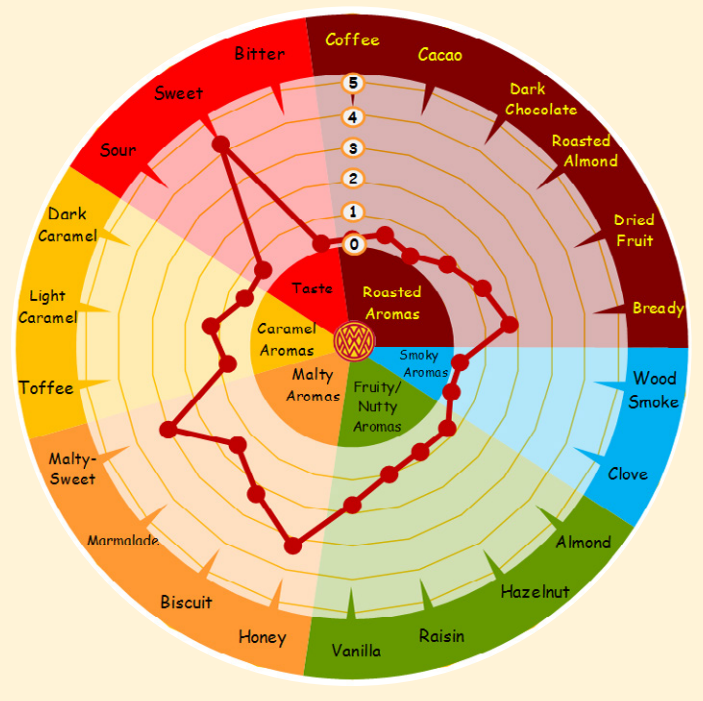 Coffee
Cacao
Dark
Chocolate
Roasted
Almond
Dried
Fruit
Bready
Wood
Smoke
Clove
Almond
Hazelnut
Raisin
Vanilla
Honey
Biscuit
Marmalade
Malty-
Sweet
Toffee
Light
Caramel
Dark
Caramel
Sour
Sweet
Bitter
5
4
3
2
1
0
Taste
Roasted
Aromas
Smoky
Aromas
Fruity/
Nutty
Aromas
Malty
Aromas
Caramel
Aromas